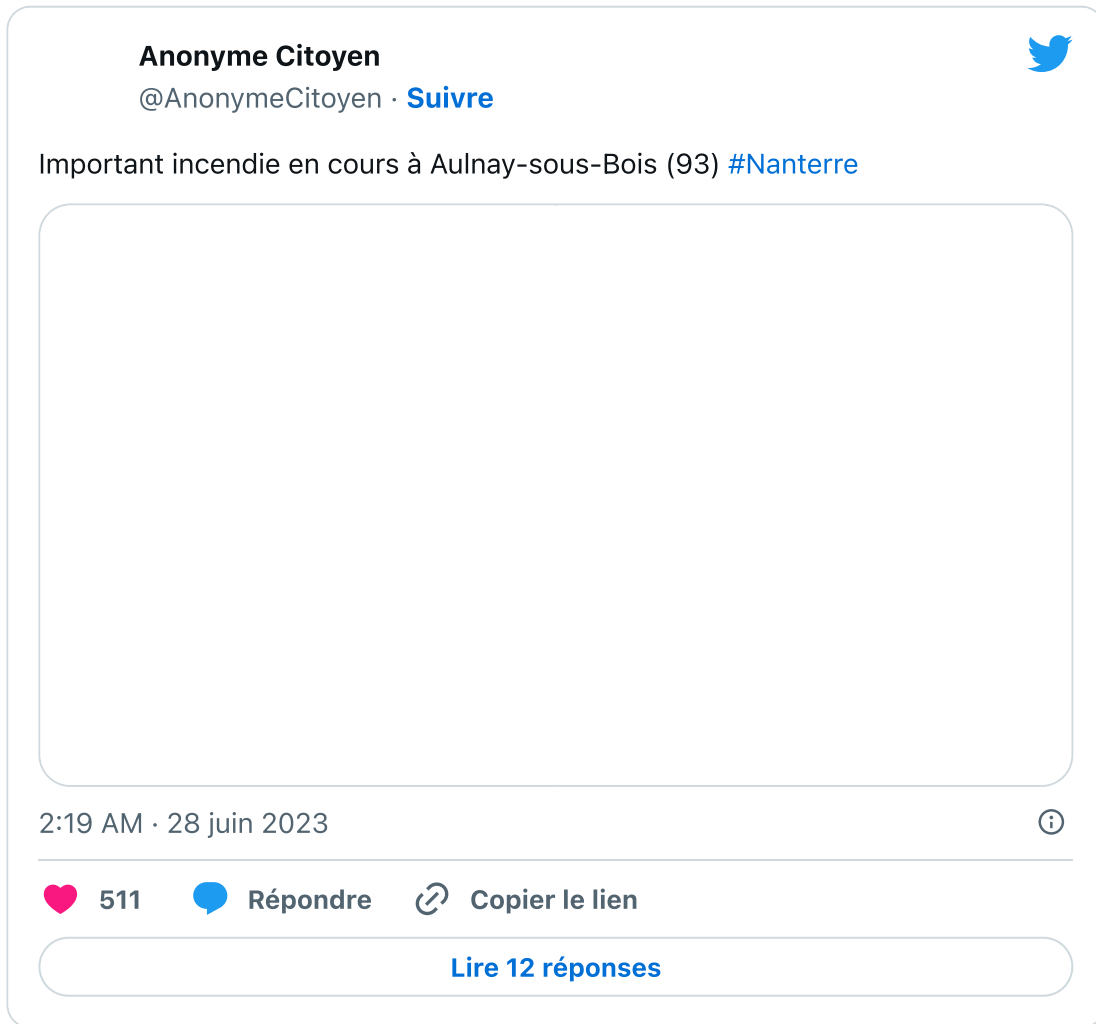 Anonyme Citoyen
@AnonymeCitoyen · Suivre
Important incendie en cours à Aulnay-sous-Bois (93) #Nanterre
2:19 AM · 28 juin 2023
511 Répondre Copier le lien
Lire 12 réponses